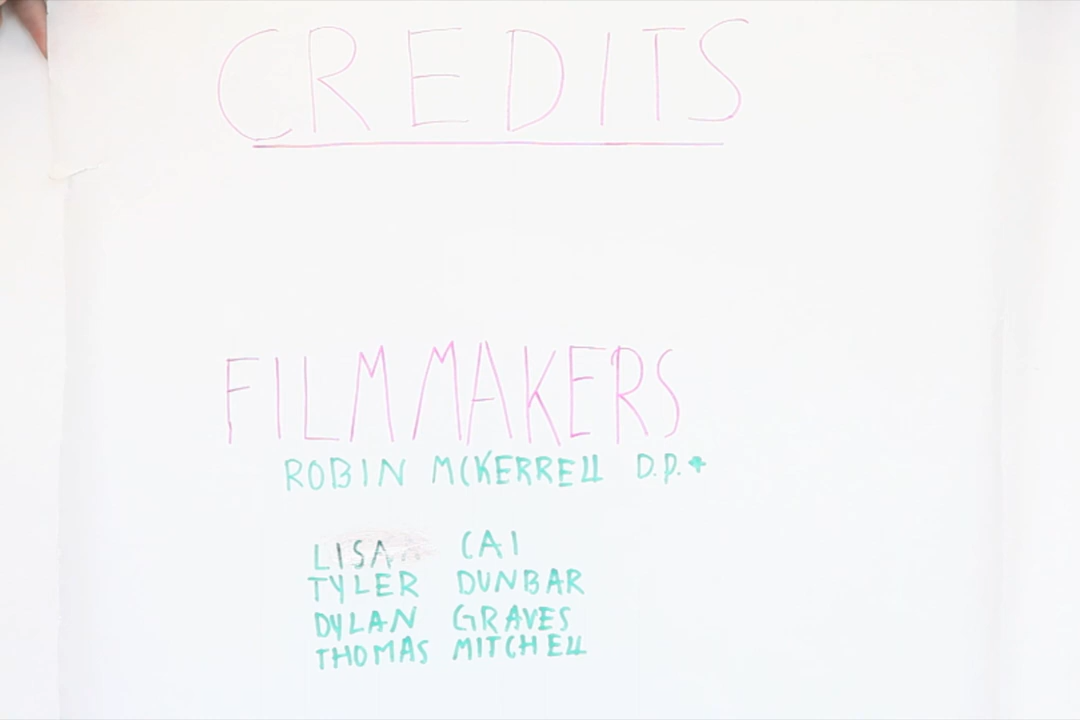 CREDITS
FILMMAKERS
ROBIN MCKERRELL D.P.+
LISA CAI
TYLER DUNBAR
DYLAN GRAVES
THOMAS MITCHELL